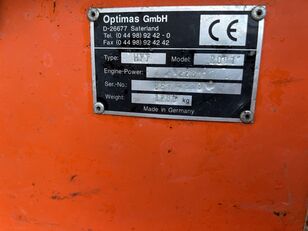 Optimas GmbH
D-26677 Saterland
Tel. (0 44 98) 92 42 - 0
Fax (0 44 98) 92 42 42
CE
Type: Model:
Engine-Power:
Ser.-No.:
Weight: kg
Made in Germany